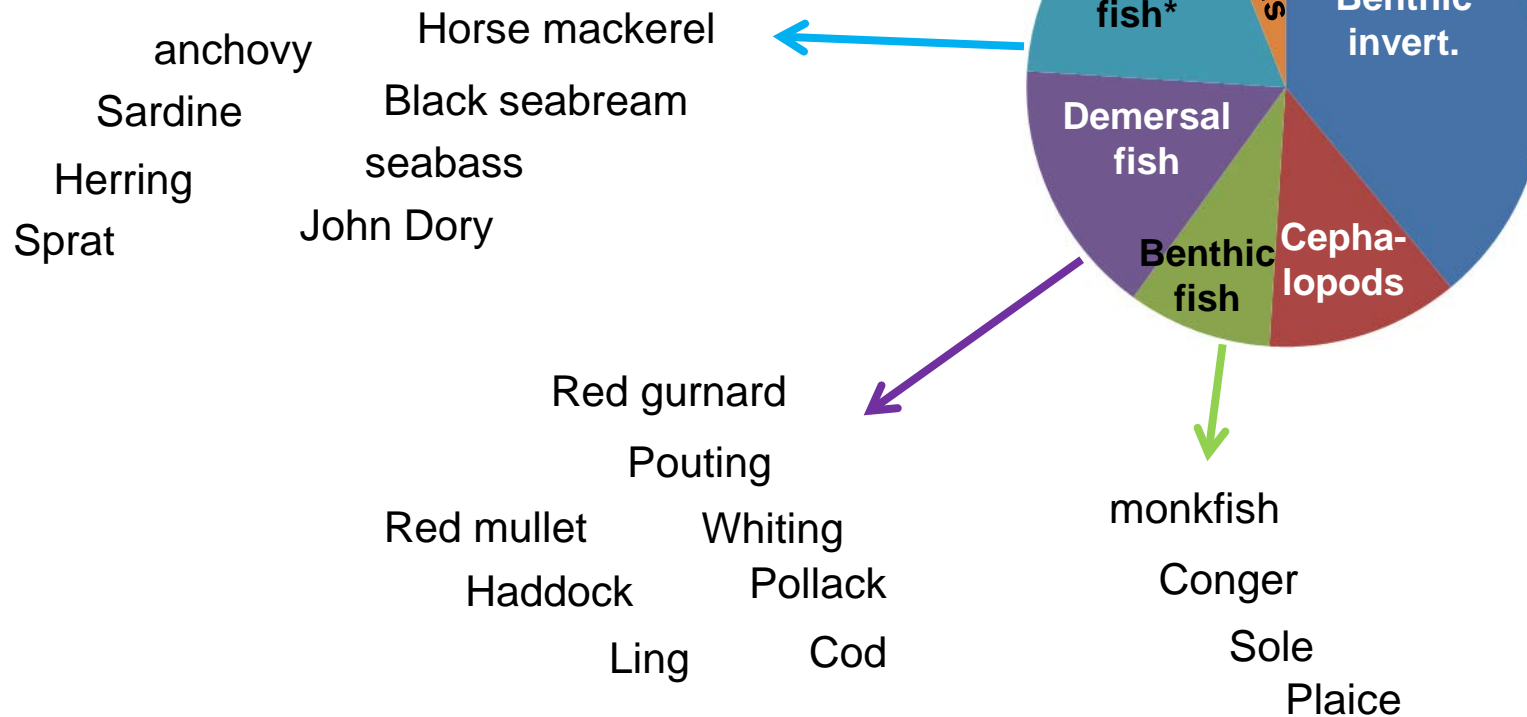 fish*
Benthic
invert.
Horse mackerel
anchovy
Black seabream
Sardine
seabass
Herring
John Dory
Sprat
Demersal
fish
Benthic
fish
Cepha-
lopods
Red gurnard
Pouting
Red mullet
Whiting
Haddock
Pollack
Ling
Cod
monkfish
Conger
Sole
Plaice